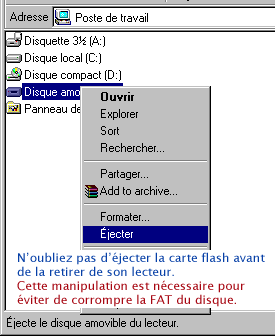 Adresse Poste de travail
Disquette 3½ (A:)
Disque local (C:)
Disque compact (D:)
Disque amo
Panneau de
Ouvrir
Explorer
Sort
Rechercher...
Partager...
Add to archive...
Formater...
Éjecter
N'oubliez pas d'éjecter la carte flash avant
de la retirer de son lecteur.
Cette manipulation est nécessaire pour
éviter de corrompre la FAT du disque.
Éjecte le disque amovible du lecteur.